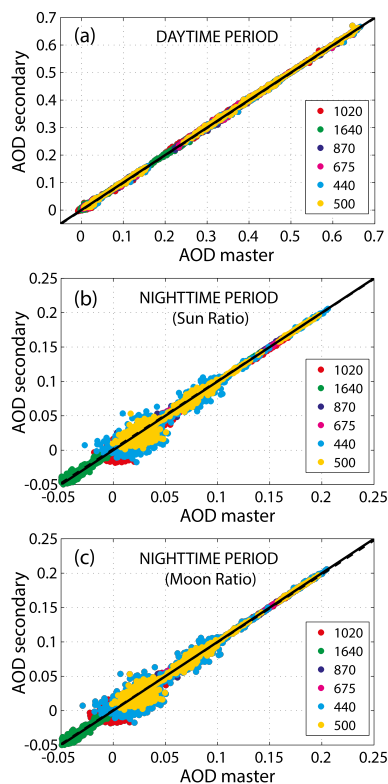 (a) DAYTIME PERIOD
AOD secondary
0.7
0.6
0.5
0.4
0.3
0.2
0.1
0
1020
1640
870
675
440
500
0 0.1 0.2 0.3 0.4 0.5 0.6 0.7
AOD master
(b) NIGHTTIME PERIOD
(Sun Ratio)
AOD secondary
0.25
0.2
0.15
0.1
0.05
0
-0.05
1020
1640
870
675
440
500
-0.05 0 0.05 0.1 0.15 0.2 0.25
AOD master
(c) NIGHTTIME PERIOD
(Moon Ratio)
AOD secondary
0.25
0.2
0.15
0.1
0.05
0
-0.05
1020
1640
870
675
440
500
-0.05 0 0.05 0.1 0.15 0.2 0.25
AOD master